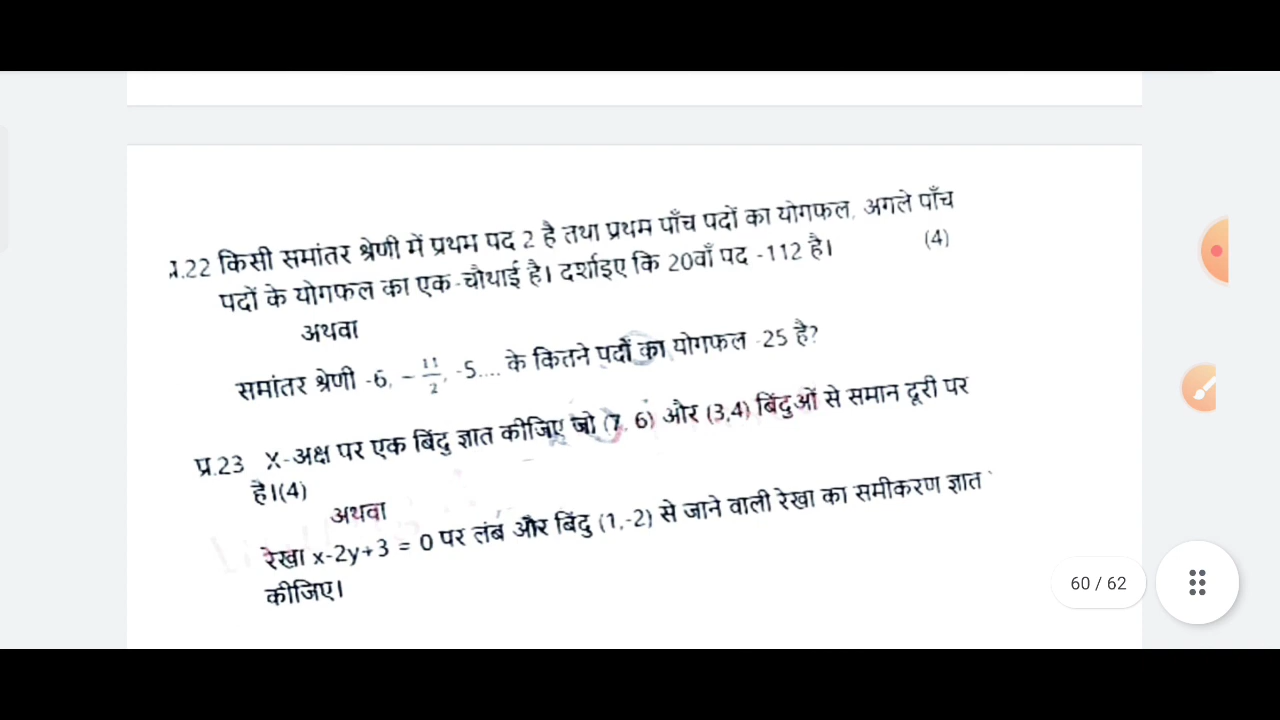 प्र.22 किसी समांतर श्रेणी में प्रथम पद 2 है तथा प्रथम पाँच पदों का योगफल, अगले पाँच
पदों के योगफल का एक-चौथाई है। दर्शाइए कि 20वाँ पद -112 है। (4)
अथवा
समांतर श्रेणी -6, -11/2, -5.... के कितने पदों का योगफल -25 है?
प्र.23 X-अक्ष पर एक बिंदु ज्ञात कीजिए जो (7, 6) और (3,4) बिंदुओं से समान दूरी पर
है।(4)
अथवा
रेखा x-2y+3 = 0 पर लंब और बिंदु (1,-2) से जाने वाली रेखा का समीकरण ज्ञात
कीजिए।
60 / 62